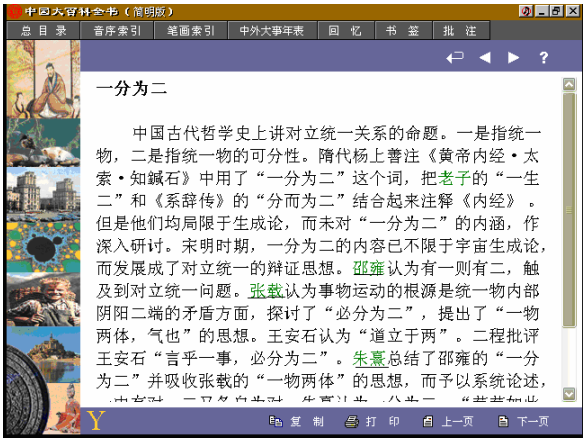 中国大百科全书（简明版）
总目录 音序索引 笔画索引 中外大事年表 回忆 书签 批注
?
一分为二
中国古代哲学史上讲对立统一关系的命题。一是指统一
物，二是指统一物的可分性。隋代杨上善注《黄帝内经·太
素·知鍼石》中用了“一分为二”这个词，把老子的“一生
二”和《系辞传》的“分而为二”结合起来注释《内经》。
但是他们均局限于生成论，而未对“一分为二”的内涵，作
深入研讨。宋明时期，一分为二的内容已不限于宇宙生成论，
而发展成了对立统一的辩证思想。邵雍认为有一则有二，触
及到对立统一问题。张载认为事物运动的根源是统一物内部
阴阳二端的矛盾方面，探讨了“必分为二”，提出了“一物
两体，气也”的思想。王安石认为“道立于两”。二程批评
王安石“言乎一事，必分为二”。朱熹总结了邵雍的“一分
为二”并吸收张载的“一物两体”的思想，而予以系统论述，
Y 复制 打印 上一页 下一页